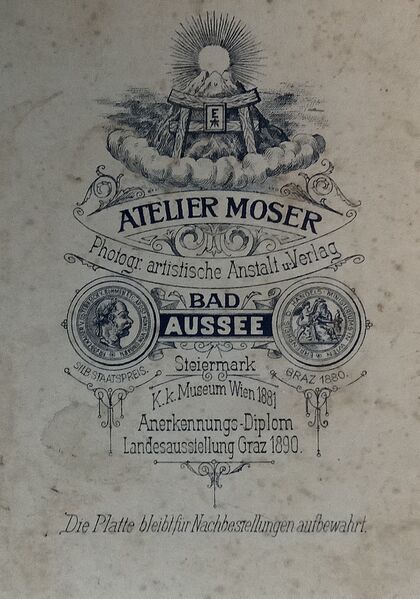 ATELIER MOSER
Photogr. artistische Anstalt u. Verlag
BAD
AUSSEE
SILB. STAATSPREIS.
GRAZ 1880.
Steiermark
K.k. Museum Wien 1881
Anerkennungs-Diplom
Landesausstellung Graz 1890.
Die Platte bleibt für Nachbestellungen aufbewahrt.